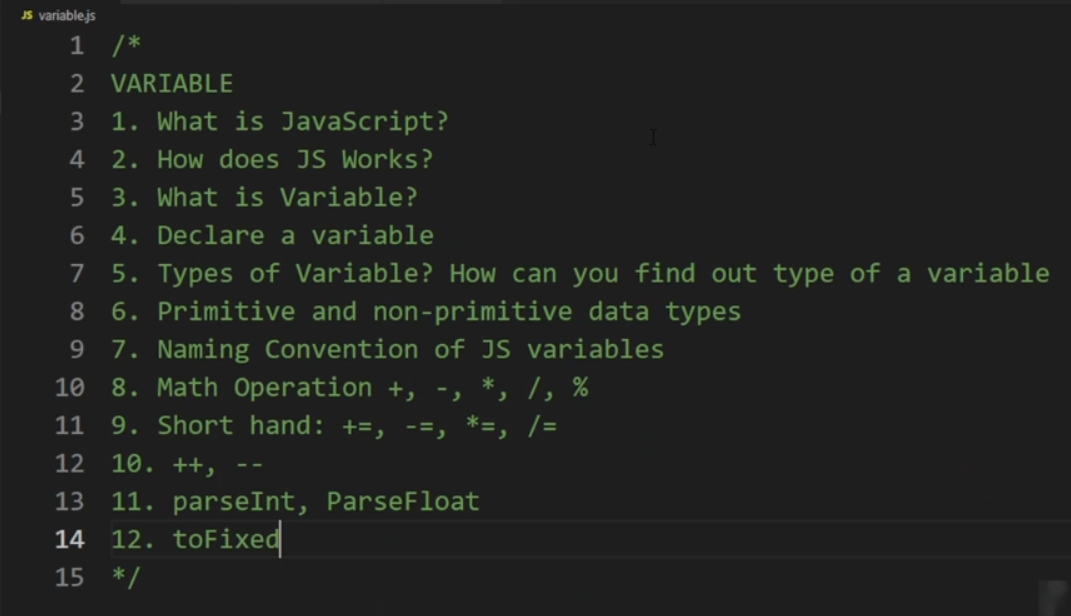 JS variable.js
1 /*
2 VARIABLE
3 1. What is JavaScript?
4 2. How does JS Works?
5 3. What is Variable?
6 4. Declare a variable
7 5. Types of Variable? How can you find out type of a variable
8 6. Primitive and non-primitive data types
9 7. Naming Convention of JS variables
10 8. Math Operation +, -, *, /, %
11 9. Short hand: +=, -=, *=, /=
12 10. ++, --
13 11. parseInt, ParseFloat
14 12. toFixed
15 */